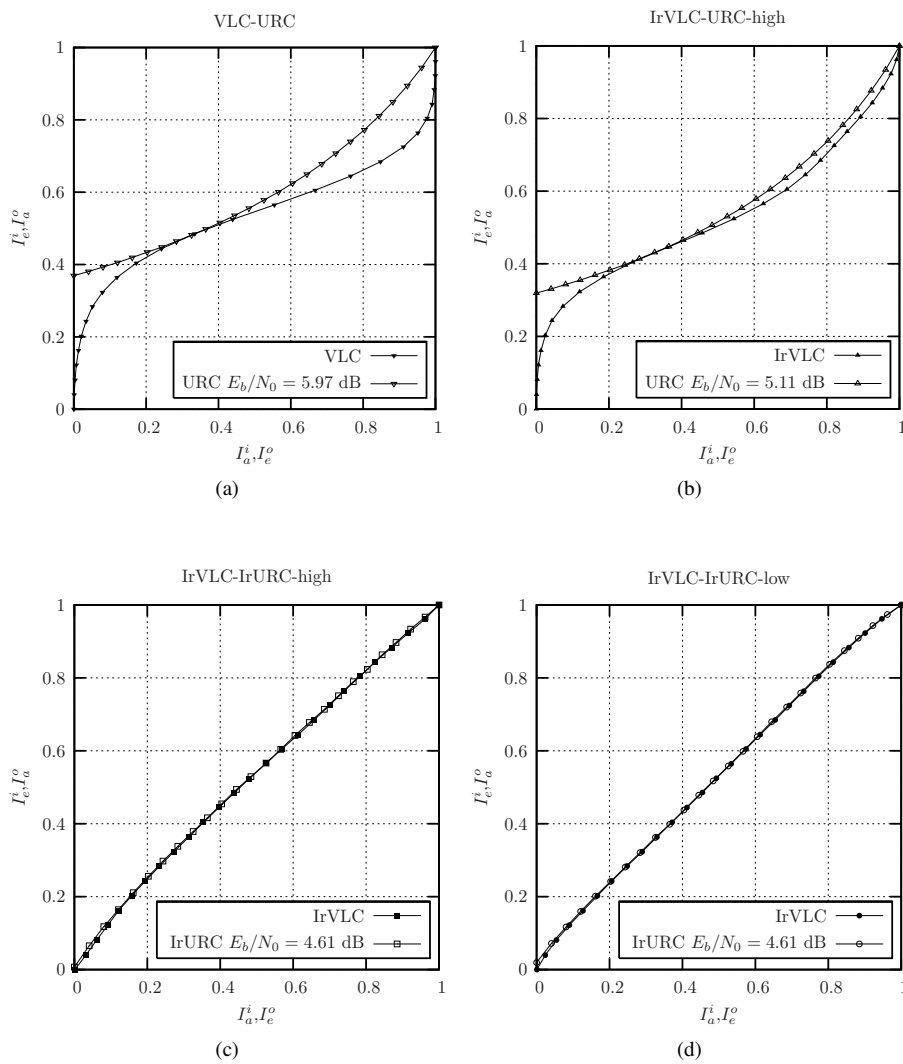 VLC-URC
1
0.8
0.6
0.4
0.2
0
0 0.2 0.4 0.6 0.8 1
I_e^i,I_a^o
I_a^i,I_e^o
VLC
URC E_b/N_0 = 5.97 dB
(a)
IrVLC-URC-high
1
0.8
0.6
0.4
0.2
0
0 0.2 0.4 0.6 0.8 1
I_e^i,I_a^o
I_a^i,I_e^o
IrVLC
URC E_b/N_0 = 5.11 dB
(b)
IrVLC-IrURC-high
1
0.8
0.6
0.4
0.2
0
0 0.2 0.4 0.6 0.8 1
I_e^i,I_a^o
I_a^i,I_e^o
IrVLC
IrURC E_b/N_0 = 4.61 dB
(c)
IrVLC-IrURC-low
1
0.8
0.6
0.4
0.2
0
0 0.2 0.4 0.6 0.8 1
I_e^i,I_a^o
I_a^i,I_e^o
IrVLC
IrURC E_b/N_0 = 4.61 dB
(d)